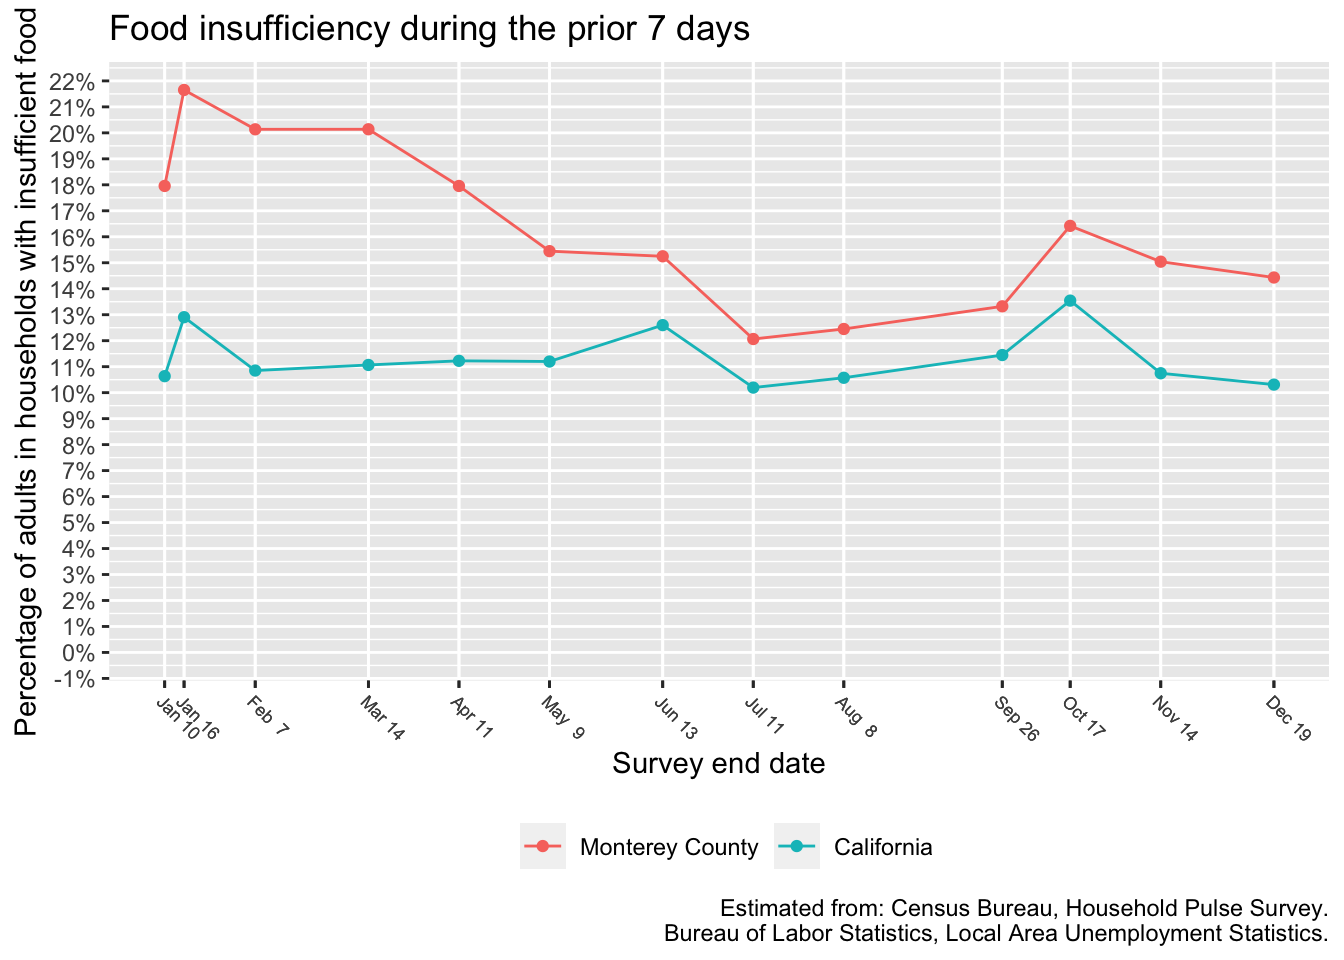 Food insufficiency during the prior 7 days
Percentage of adults in households with insufficient food
22%
21%
20%
19%
18%
17%
16%
15%
14%
13%
12%
11%
10%
9%
8%
7%
6%
5%
4%
3%
2%
1%
0%
-1%
Jan 10
Jan 16
Feb 7
Mar 14
Apr 11
May 9
Jun 13
Jul 11
Aug 8
Sep 26
Oct 17
Nov 14
Dec 19
Survey end date
Monterey County
California
Estimated from: Census Bureau, Household Pulse Survey.
Bureau of Labor Statistics, Local Area Unemployment Statistics.